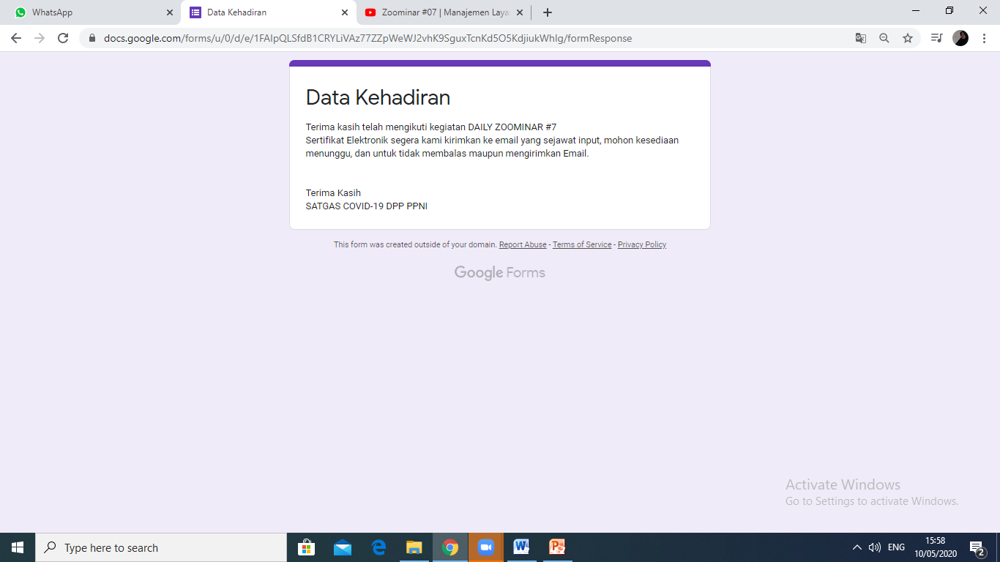 WhatsApp
Data Kehadiran
Zoominar #07 | Manajemen Laya
docs.google.com/forms/u/0/d/e/1FAIpQLSfdB1CRYLiVAz77ZZpWeWJ2vhK9SguxTcnKd5O5KdjiukWhIg/formResponse
Data Kehadiran
Terima kasih telah mengikuti kegiatan DAILY ZOOMINAR #7
Sertifikat Elektronik segera kami kirimkan ke email yang sejawat input, mohon kesediaan
menunggu, dan untuk tidak membalas maupun mengirimkan Email.
Terima Kasih
SATGAS COVID-19 DPP PPNI
This form was created outside of your domain. Report Abuse - Terms of Service - Privacy Policy
Google Forms
Activate Windows
Go to Settings to activate Windows.
Type here to search
ENG
15:58
10/05/2020
2